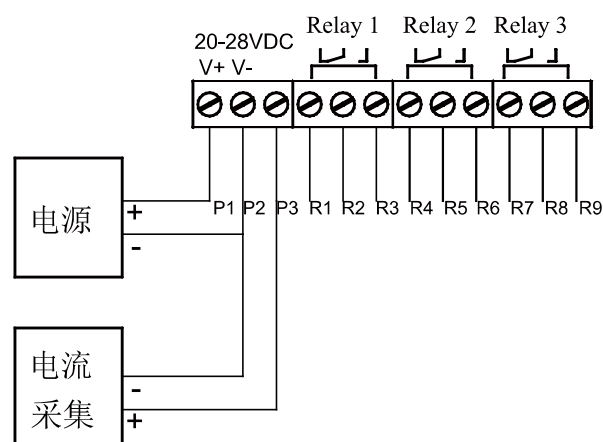 Relay 1 Relay 2 Relay 3
20-28VDC
V+ V-
P1 P2 P3 R1 R2 R3 R4 R5 R6 R7 R8 R9
电源
+
-
电流
采集
-
+